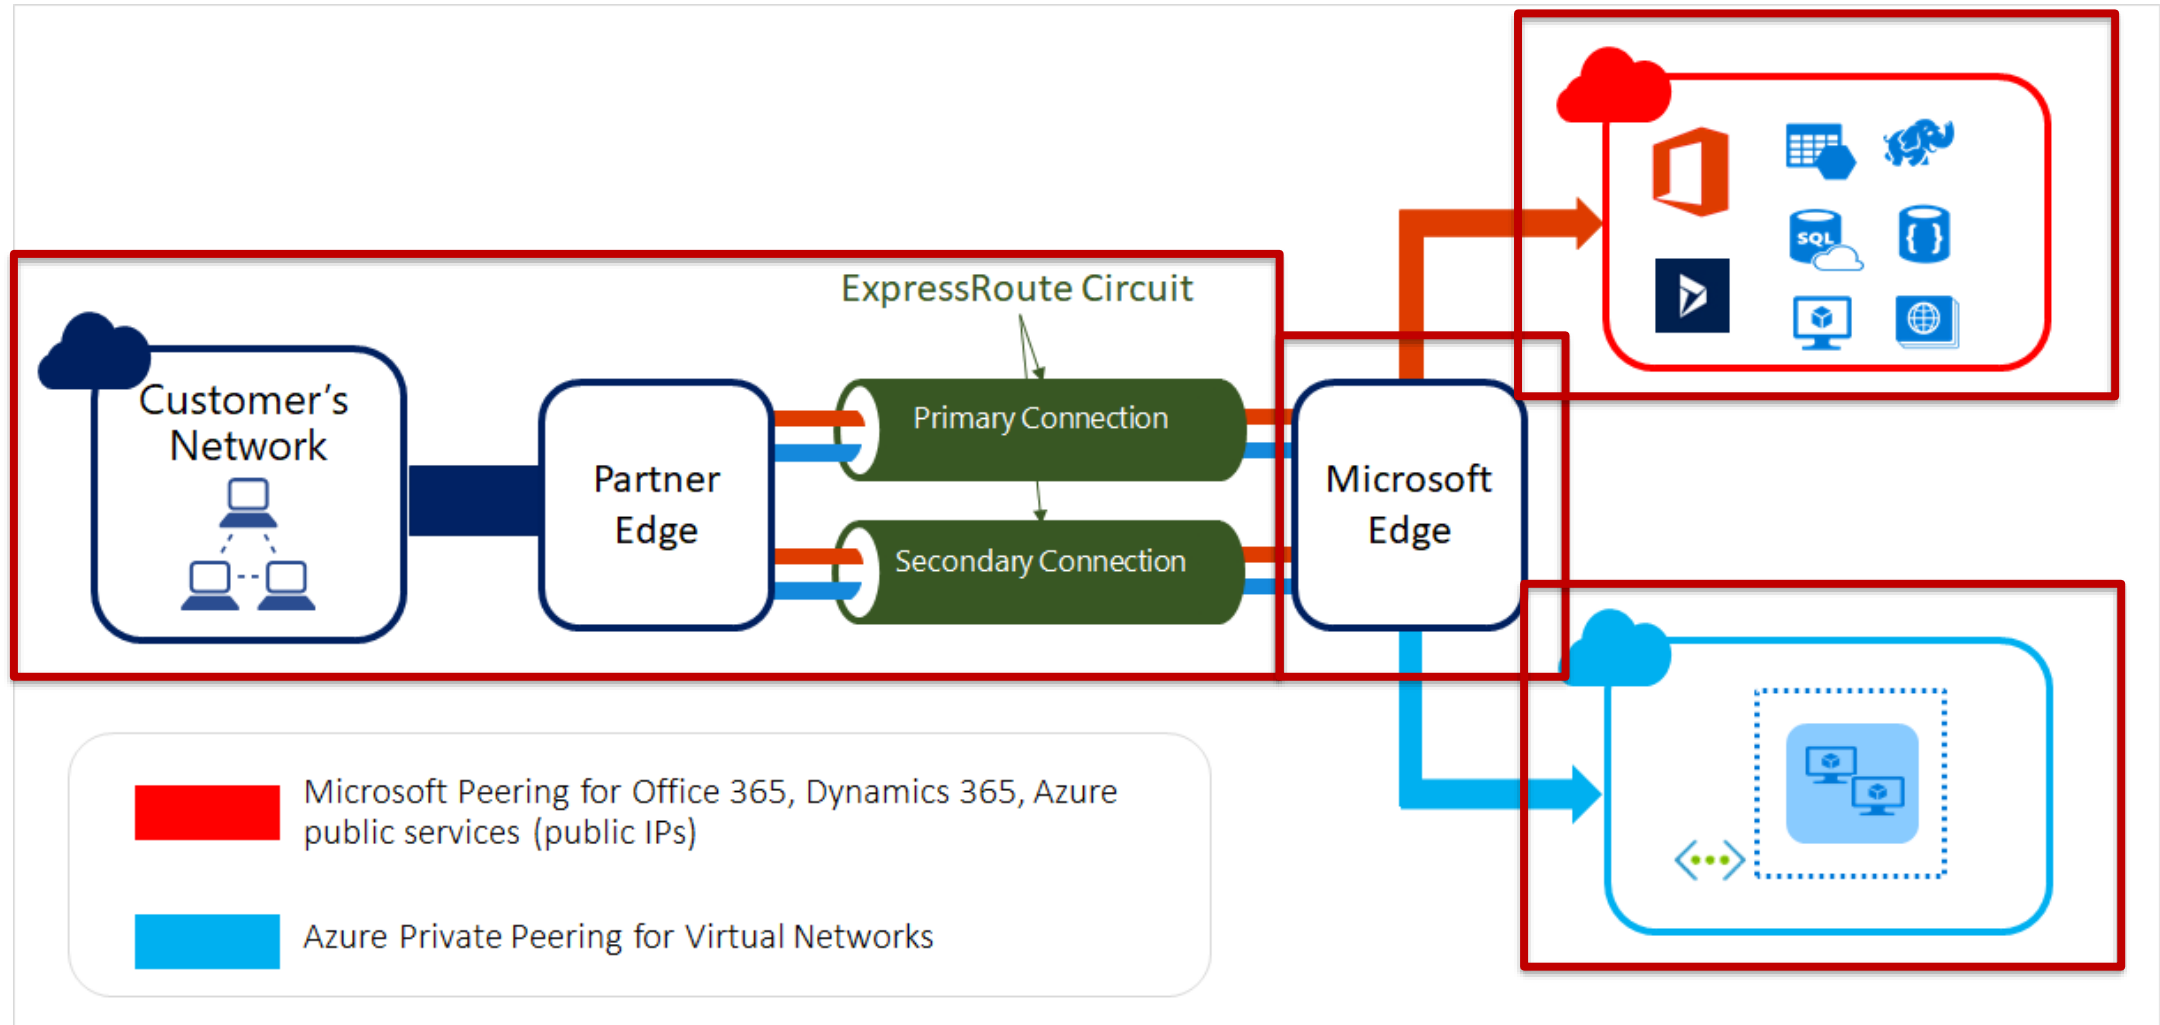 ExpressRoute Circuit
Customer's
Network
Partner
Edge
Primary Connection
Secondary Connection
Microsoft
Edge
SQL
Microsoft Peering for Office 365, Dynamics 365, Azure
public services (public IPs)
Azure Private Peering for Virtual Networks